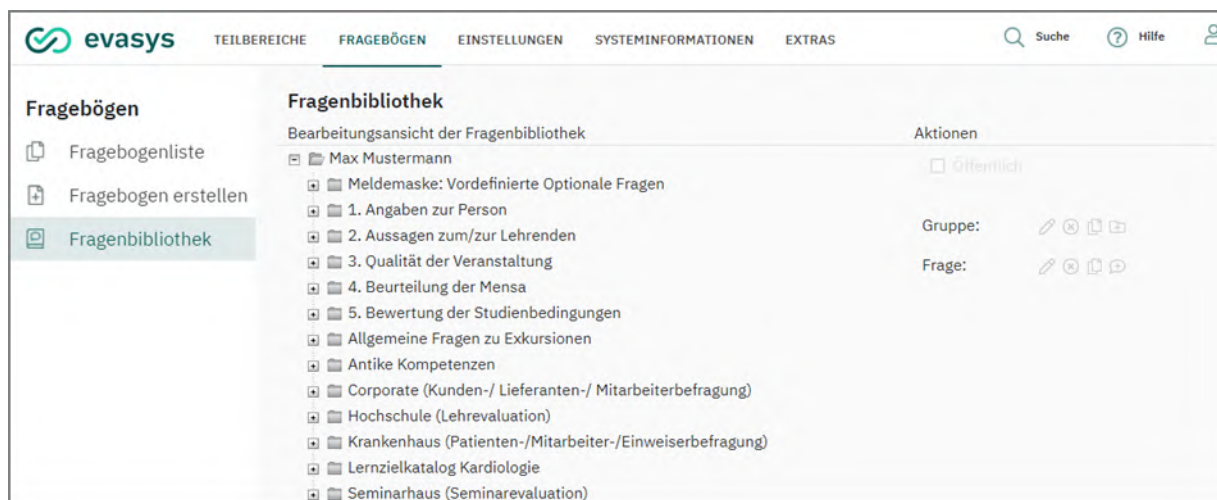 evasys TEILBEREICHE FRAGEBÖGEN EINSTELLUNGEN SYSTEMINFORMATIONEN EXTRAS Suche Hilfe
Fragebögen
Fragebogenliste
Fragebogen erstellen
Fragenbibliothek
Fragenbibliothek
Bearbeitungsansicht der Fragenbibliothek
Max Mustermann
Meldemaske: Vordefinierte Optionale Fragen
1. Angaben zur Person
2. Aussagen zum/zur Lehrenden
3. Qualität der Veranstaltung
4. Beurteilung der Mensa
5. Bewertung der Studienbedingungen
Allgemeine Fragen zu Exkursionen
Antike Kompetenzen
Corporate (Kunden-/ Lieferanten-/ Mitarbeiterbefragung)
Hochschule (Lehrevaluation)
Krankenhaus (Patienten-/Mitarbeiter-/Einweiserbefragung)
Lernzielkatalog Kardiologie
Seminarhaus (Seminarevaluation)
Aktionen
Öffentlich
Gruppe:
Frage: